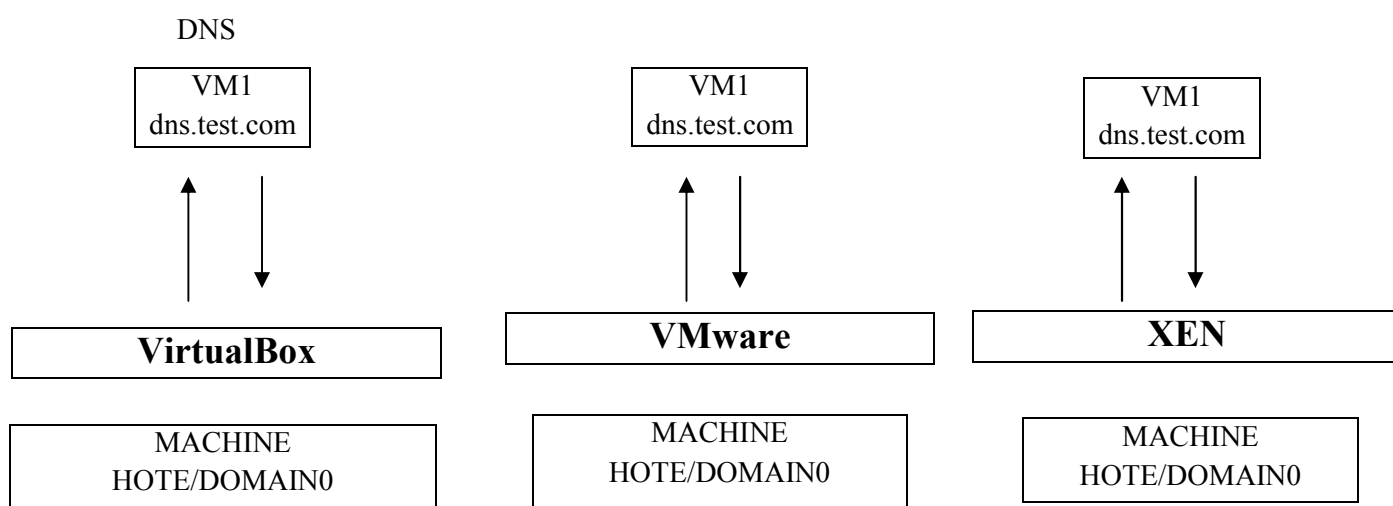 DNS
VM1
dns.test.com
VM1
dns.test.com
VM1
dns.test.com
VirtualBox
VMware
XEN
MACHINE
HOTE/DOMAIN0
MACHINE
HOTE/DOMAIN0
MACHINE
HOTE/DOMAIN0